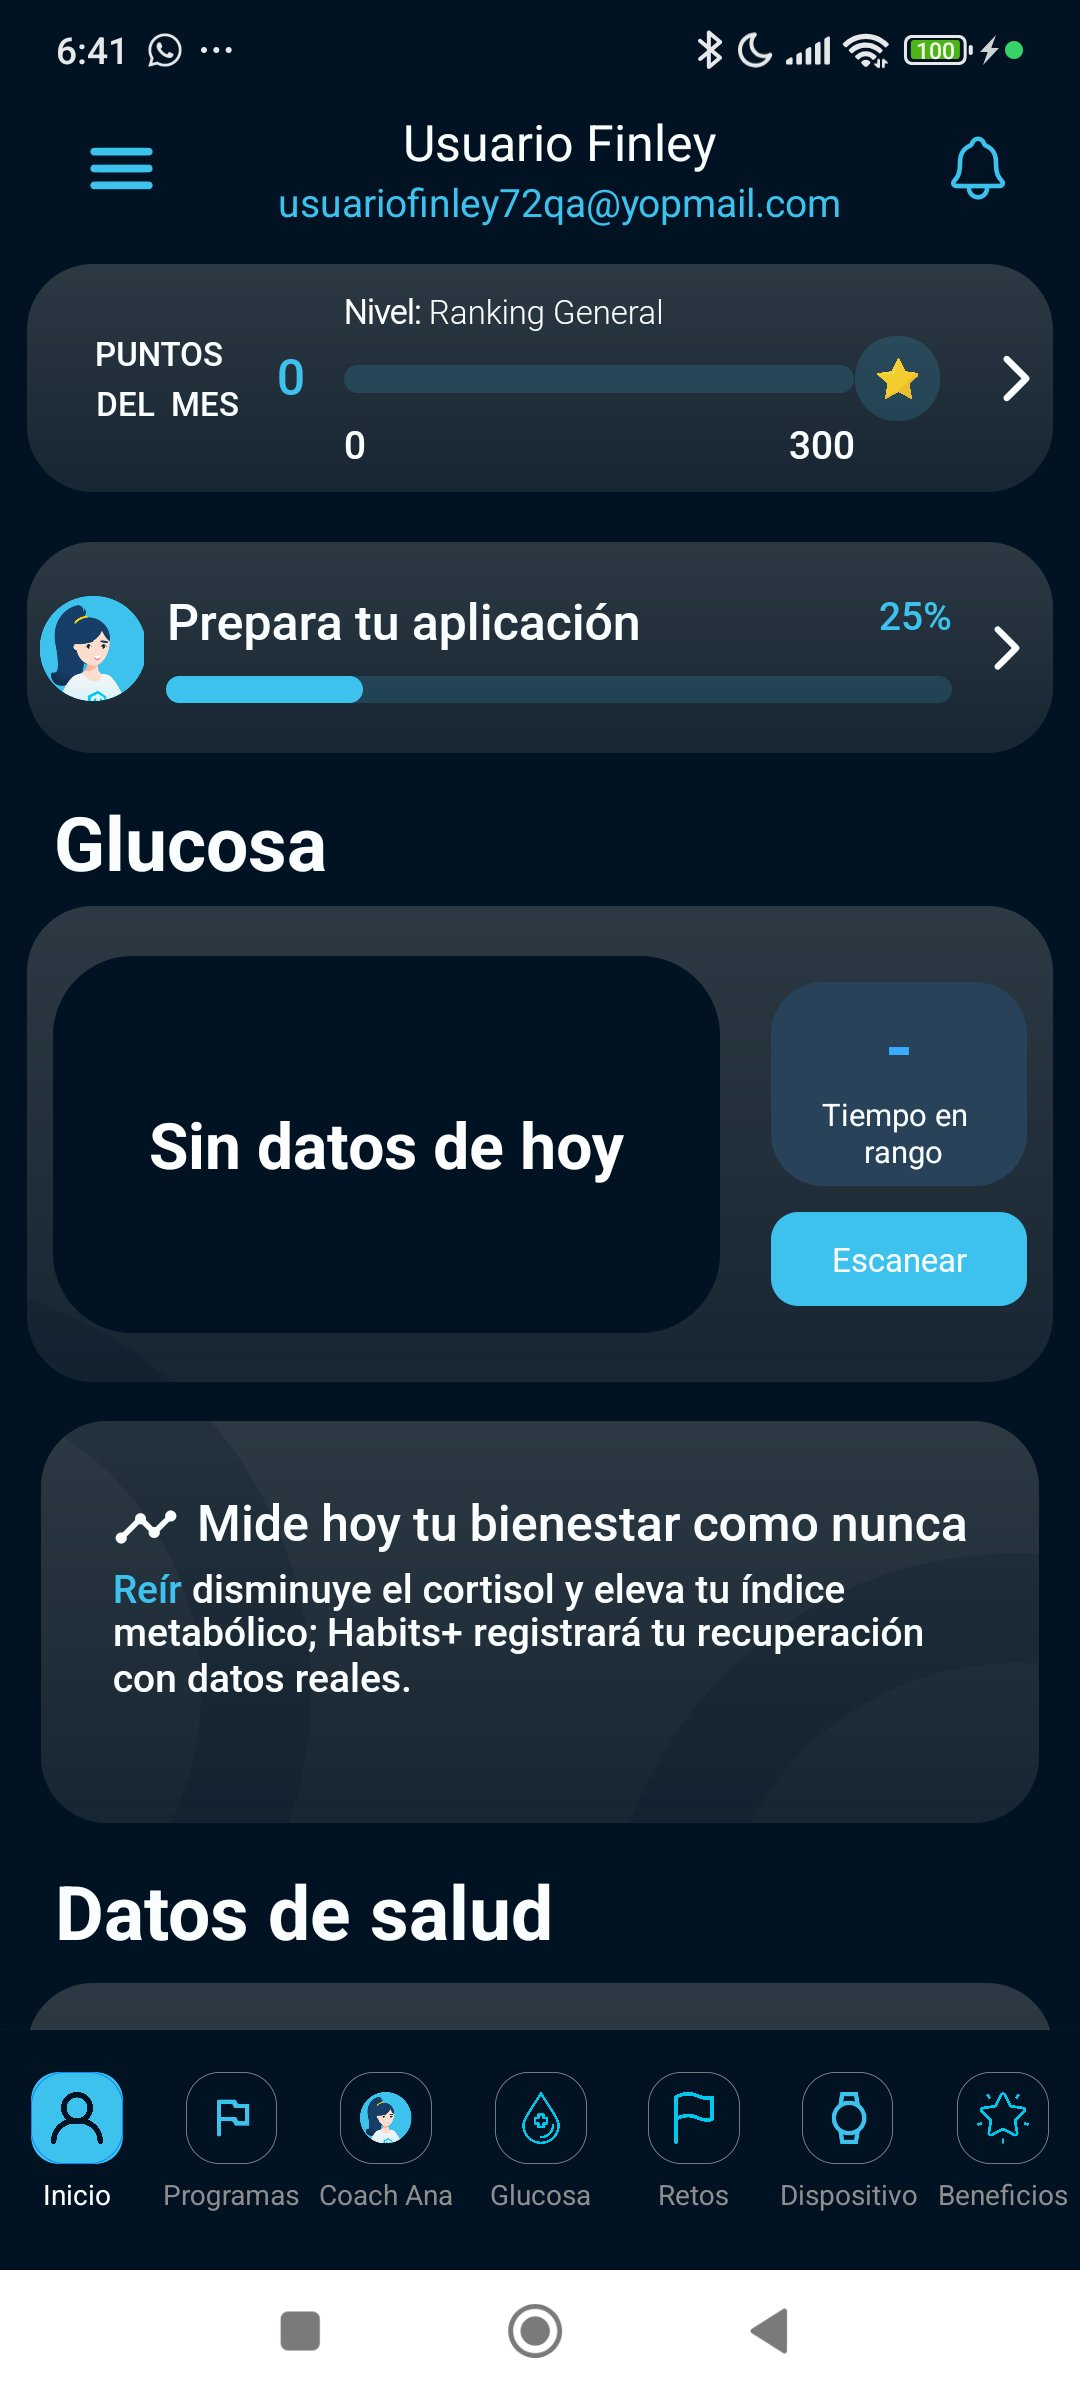 6:41
100
Usuario Finley
usuariofinley72qa@yopmail.com
Nivel: Ranking General
PUNTOS
DEL MES
0
0
300
Prepara tu aplicación
25%
Glucosa
Sin datos de hoy
-
Tiempo en
rango
Escanear
Mide hoy tu bienestar como nunca
Reír disminuye el cortisol y eleva tu índice
metabólico; Habits+ registrará tu recuperación
con datos reales.
Datos de salud
Inicio
Programas
Coach Ana
Glucosa
Retos
Dispositivo
Beneficios